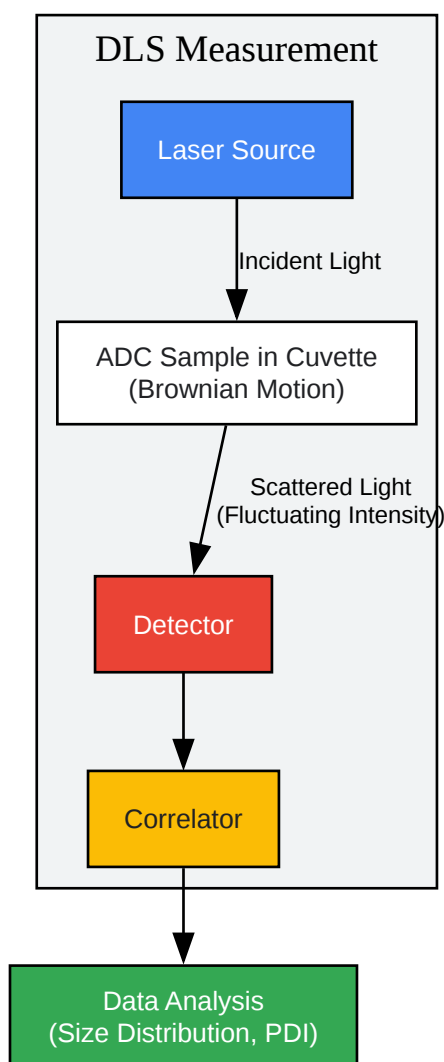 DLS Measurement
Laser Source
Incident Light
ADC Sample in Cuvette
(Brownian Motion)
Scattered Light
(Fluctuating Intensity)
Detector
Correlator
Data Analysis
(Size Distribution, PDI)